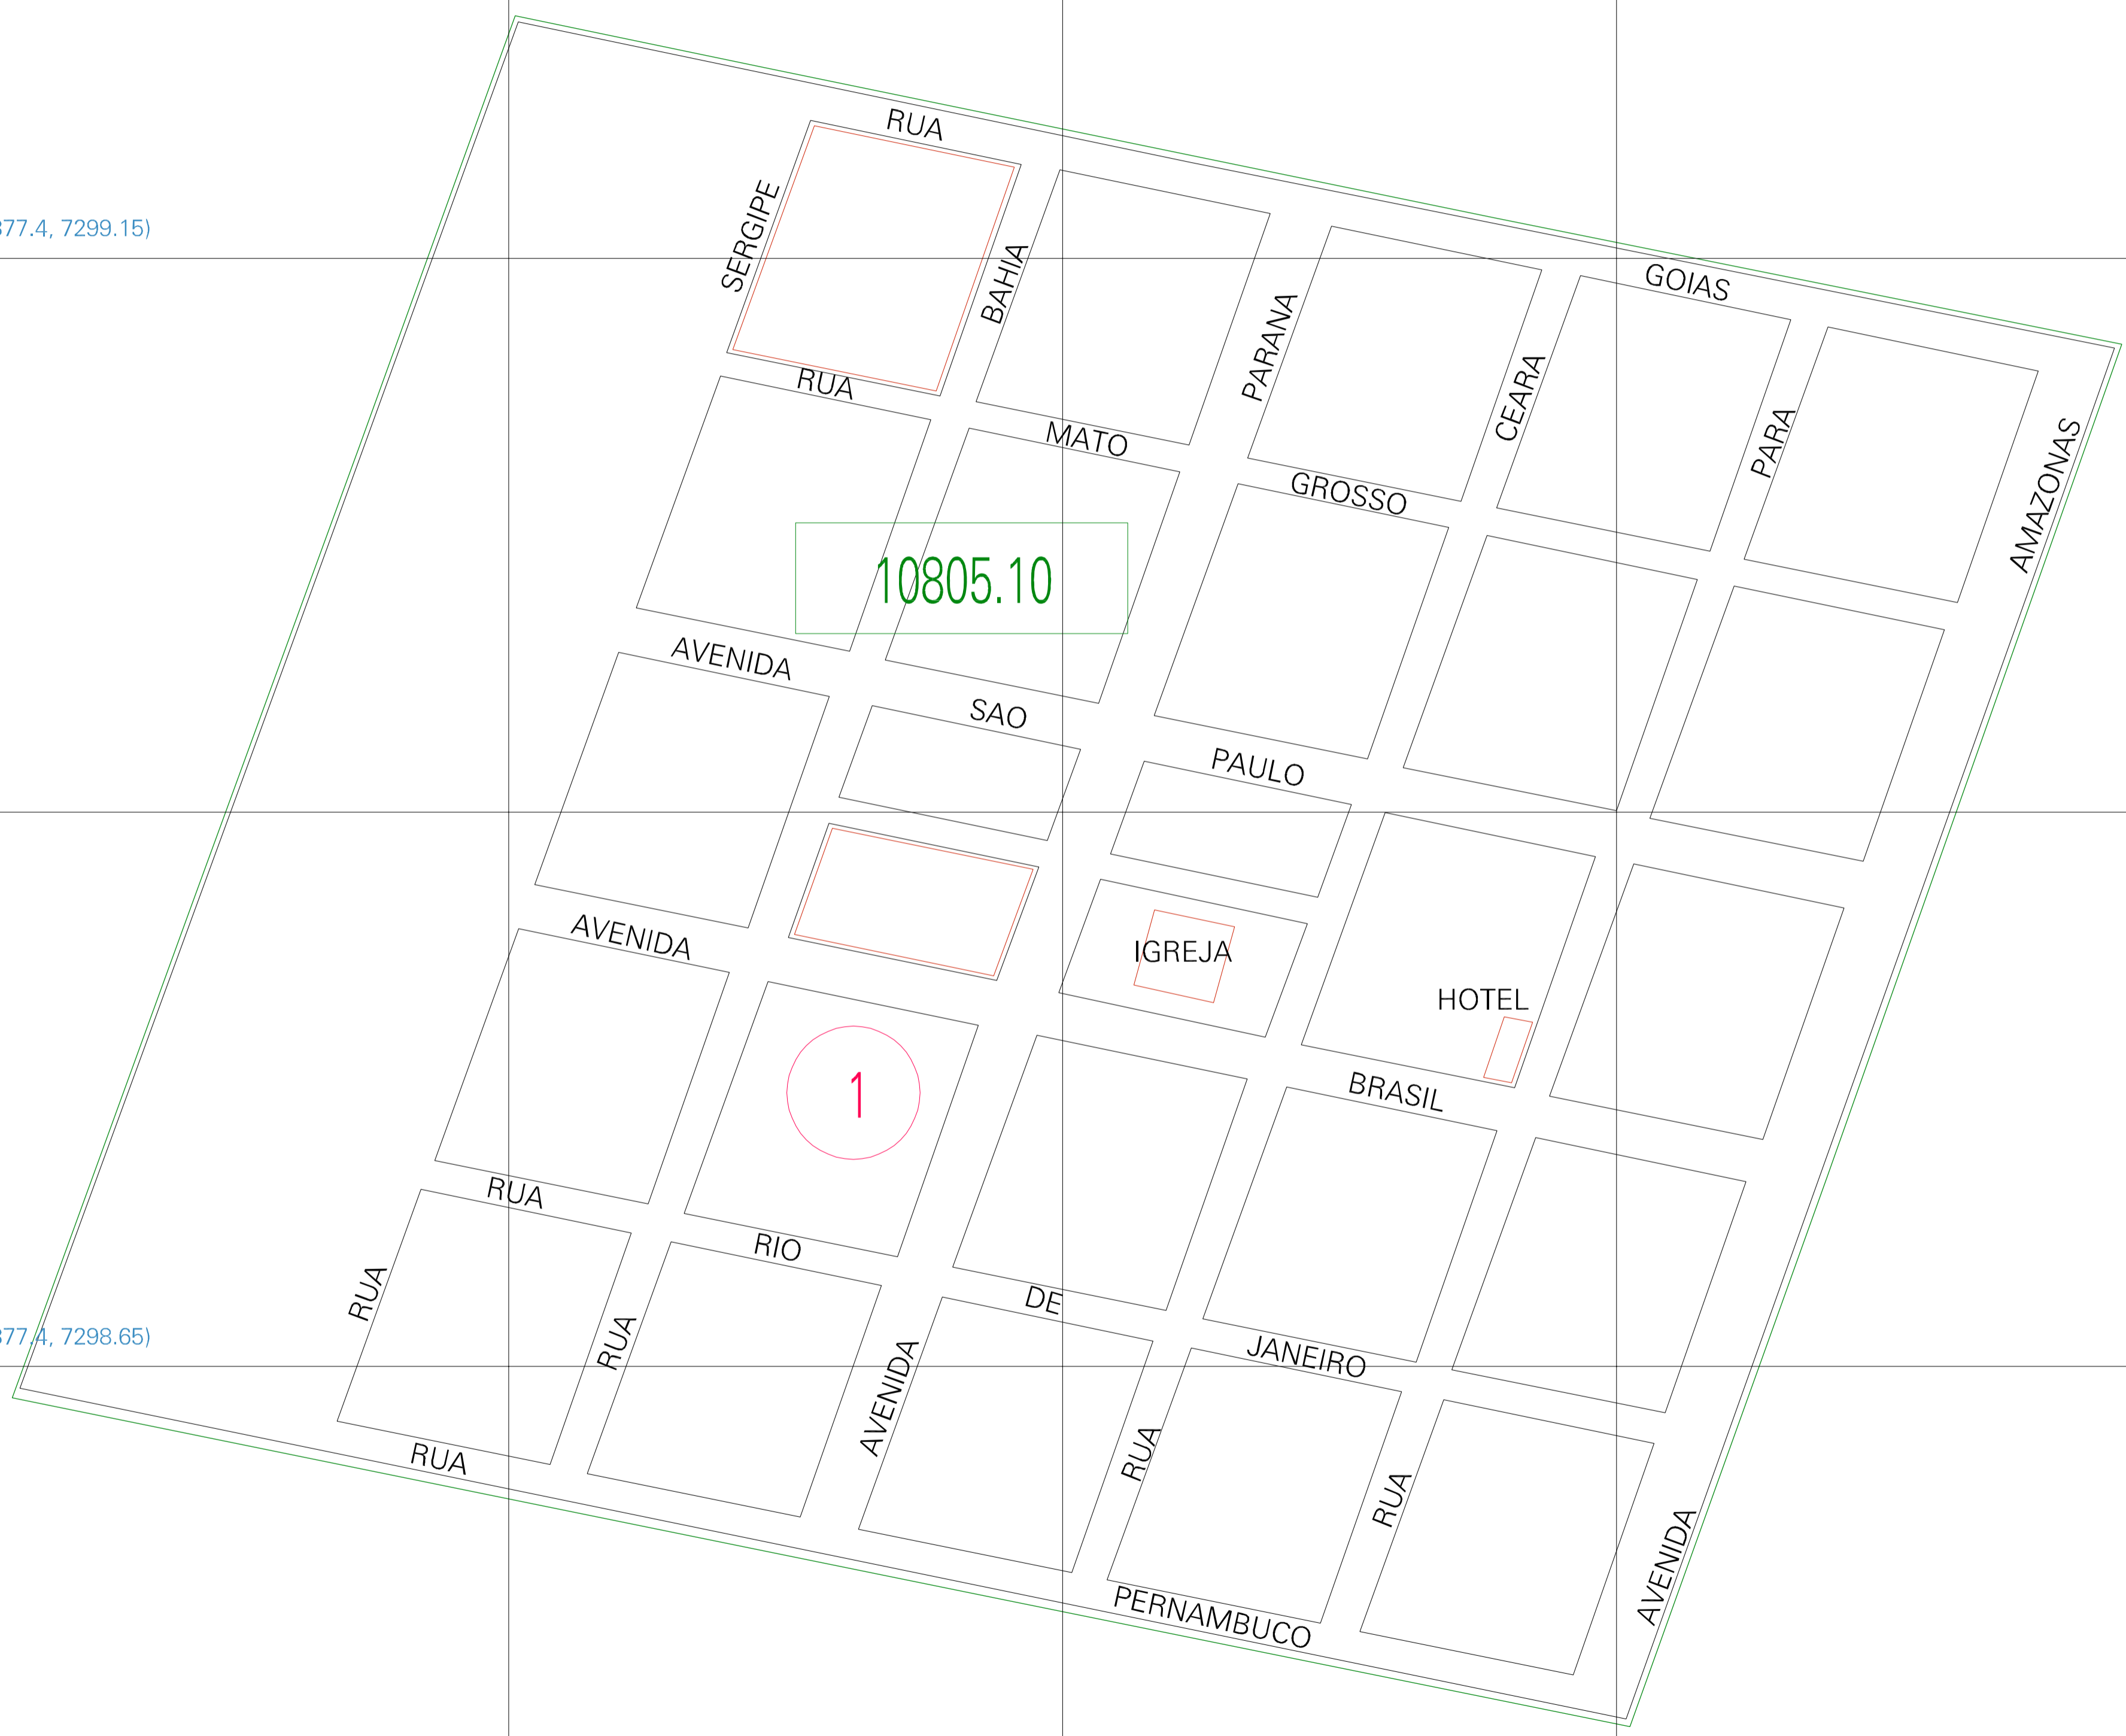 RUA
SERGIPE
77.4, 7299.15)
BAHIA
GOIAS
PARANA
CEARA
RUA
PARA
MATO
AMAZONAS
GROSSO
10805.10
AVENIDA
SAO
PAULO
AVENIDA
IGREJA
HOTEL
1
BRASIL
RUA
RIO
RUA
DE
77.4, 7298.65)
RUA
JANEIRO
AVENIDA
RUA
RUA
RUA
AVENIDA
PERNAMBUCO